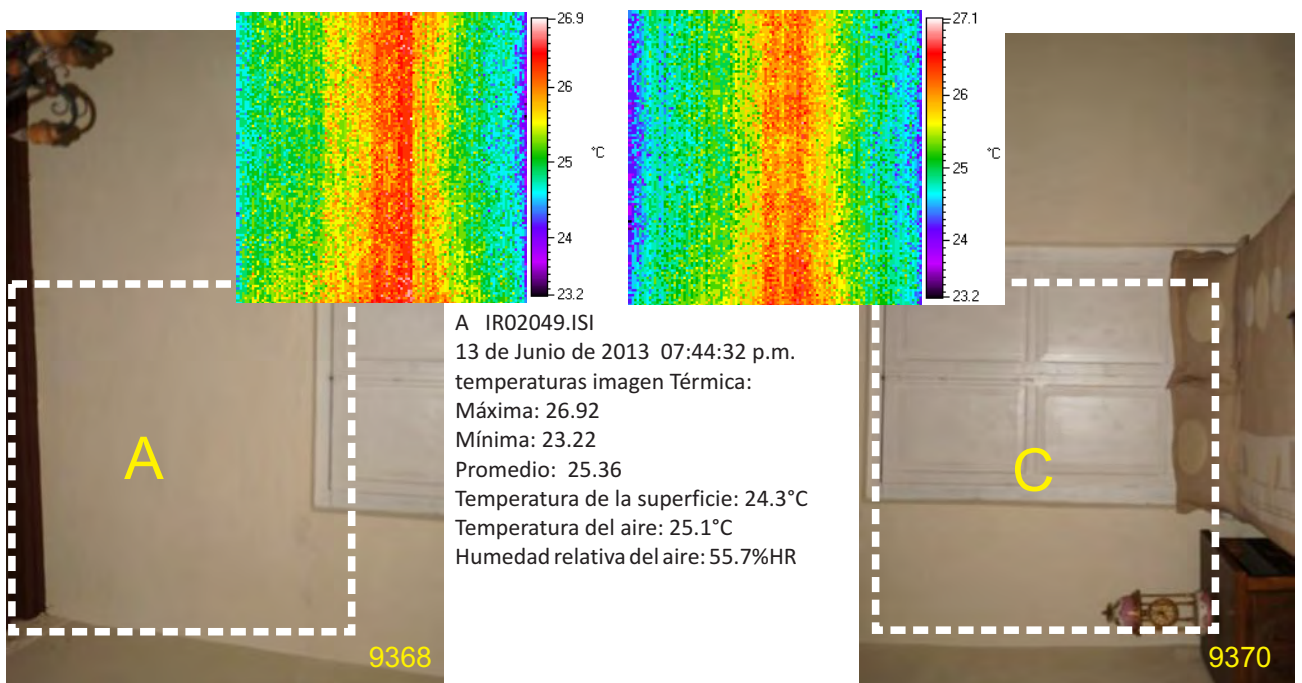 26.9
26
25
24
23.2
°C
27.1
26
25
24
23.2
°C
A IR02049.ISI
13 de Junio de 2013 07:44:32 p.m.
temperaturas imagen Térmica:
Máxima: 26.92
Mínima: 23.22
Promedio: 25.36
Temperatura de la superficie: 24.3°C
Temperatura del aire: 25.1°C
Humedad relativa del aire: 55.7%HR
A
9368
C
9370